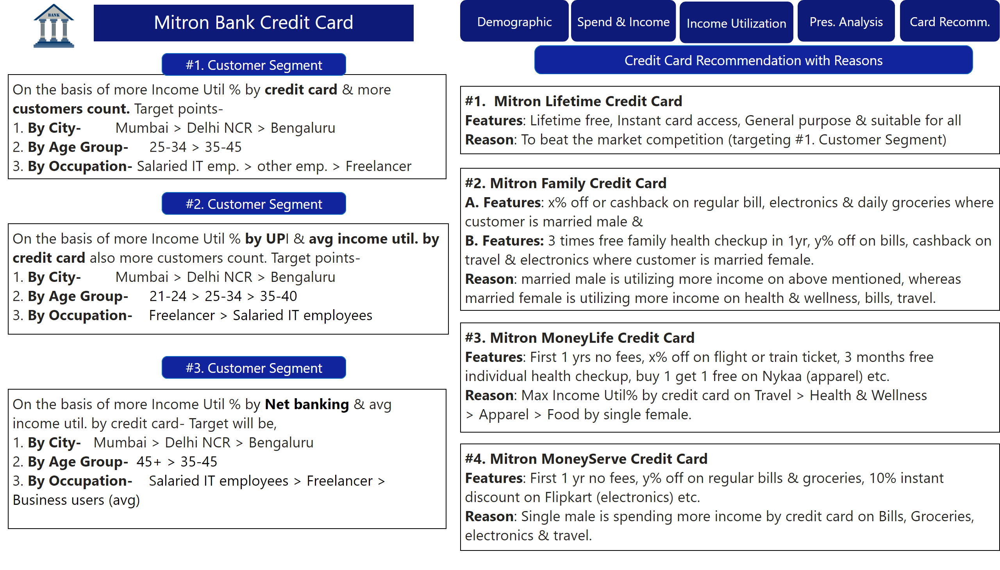 BANK
Mitron Bank Credit Card
Demographic
Spend & Income
Income Utilization
Pres. Analysis
Card Recomm.
#1. Customer Segment
On the basis of more Income Util % by credit card & more
customers count. Target points-
1. By City- Mumbai > Delhi NCR > Bengaluru
2. By Age Group- 25-34 > 35-45
3. By Occupation- Salaried IT emp. > other emp. > Freelancer
#2. Customer Segment
On the basis of more Income Util % by UPI & avg income util. by
credit card also more customers count. Target points-
1. By City- Mumbai > Delhi NCR > Bengaluru
2. By Age Group- 21-24 > 25-34 > 35-40
3. By Occupation- Freelancer > Salaried IT employees
#3. Customer Segment
On the basis of more Income Util % by Net banking & avg
income util. by credit card- Target will be,
1. By City- Mumbai > Delhi NCR > Bengaluru
2. By Age Group- 45+ > 35-45
3. By Occupation- Salaried IT employees > Freelancer >
Business users (avg)
Credit Card Recommendation with Reasons
#1. Mitron Lifetime Credit Card
Features: Lifetime free, Instant card access, General purpose & suitable for all
Reason: To beat the market competition (targeting #1. Customer Segment)
#2. Mitron Family Credit Card
A. Features: x% off or cashback on regular bill, electronics & daily groceries where
customer is married male &
B. Features: 3 times free family health checkup in 1yr, y% off on bills, cashback on
travel & electronics where customer is married female.
Reason: married male is utilizing more income on above mentioned, whereas
married female is utilizing more income on health & wellness, bills, travel.
#3. Mitron MoneyLife Credit Card
Features: First 1 yrs no fees, x% off on flight or train ticket, 3 months free
individual health checkup, buy 1 get 1 free on Nykaa (apparel) etc.
Reason: Max Income Util% by credit card on Travel > Health & Wellness
> Apparel > Food by single female.
#4. Mitron MoneyServe Credit Card
Features: First 1 yr no fees, y% off on regular bills & groceries, 10% instant
discount on Flipkart (electronics) etc.
Reason: Single male is spending more income by credit card on Bills, Groceries,
electronics & travel.